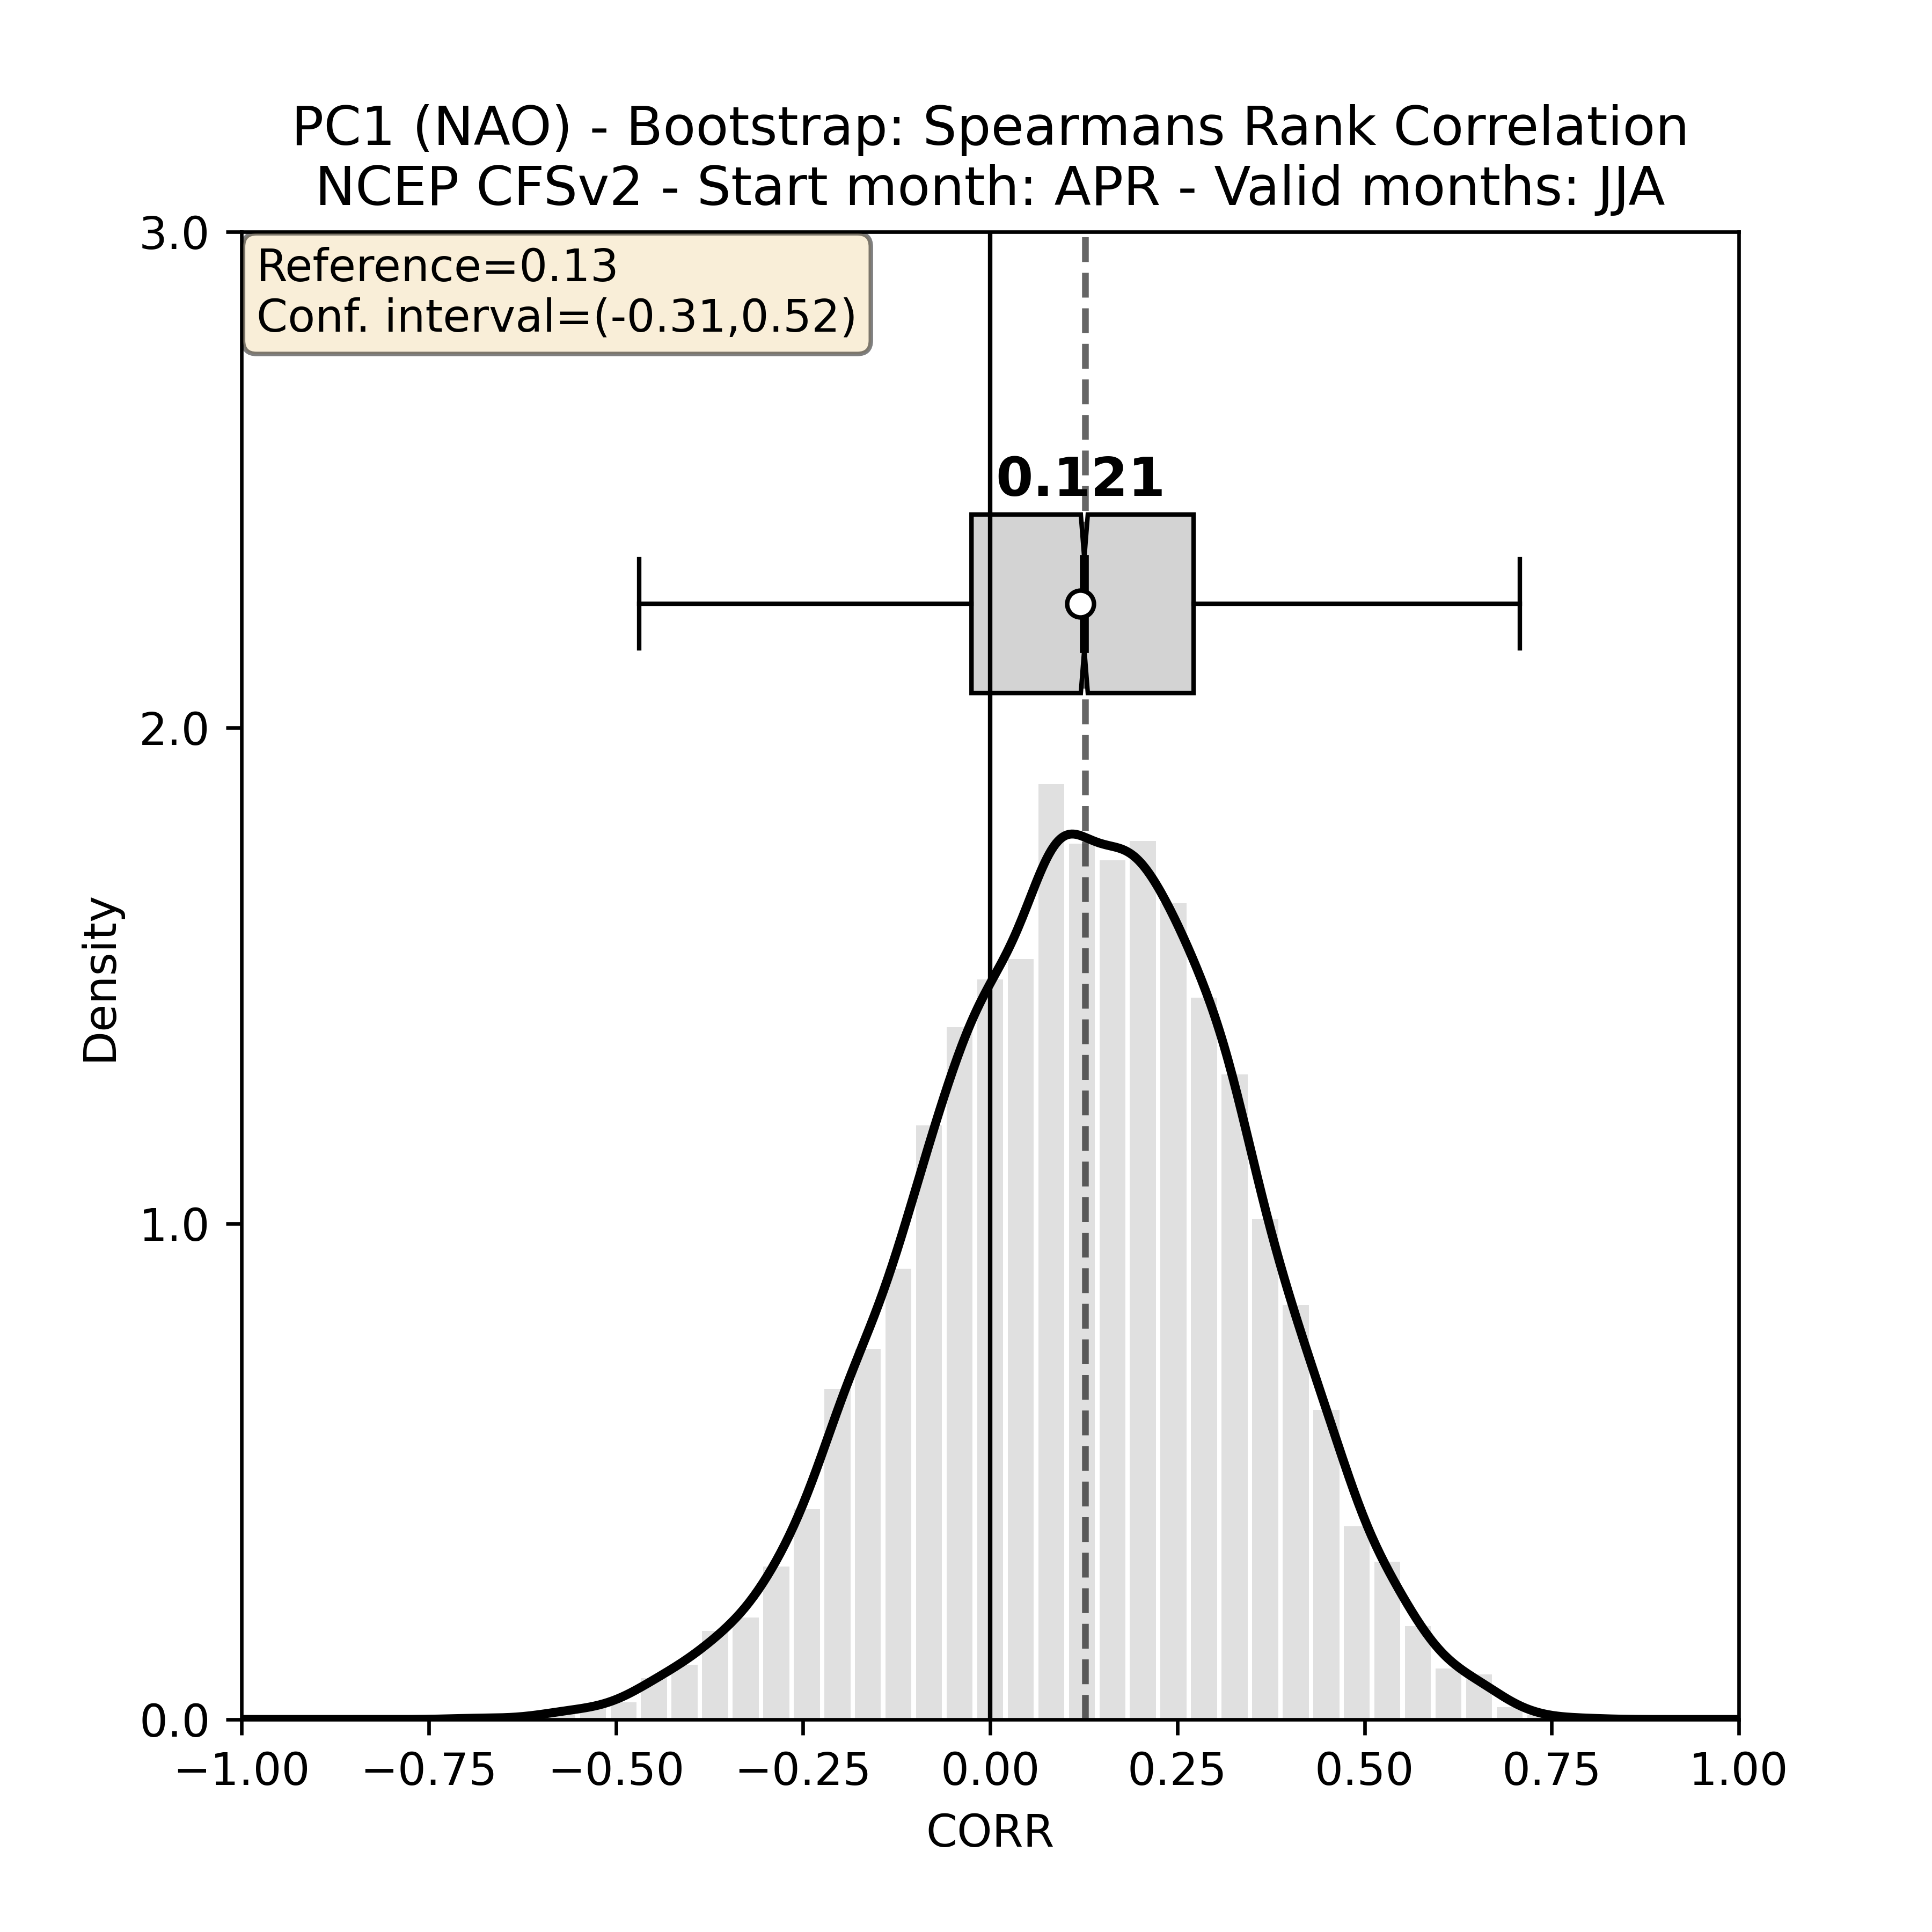 PC1 (NAO) - Bootstrap: Spearmans Rank Correlation
NCEP CFSv2 - Start month: APR - Valid months: JJA
3.0
Reference=0.13
Conf. interval=(-0.31,0.52)
0.121
2.0
Density
1.0
0.0
−1.00 −0.75 −0.50 −0.25 0.00 0.25 0.50 0.75 1.00
CORR